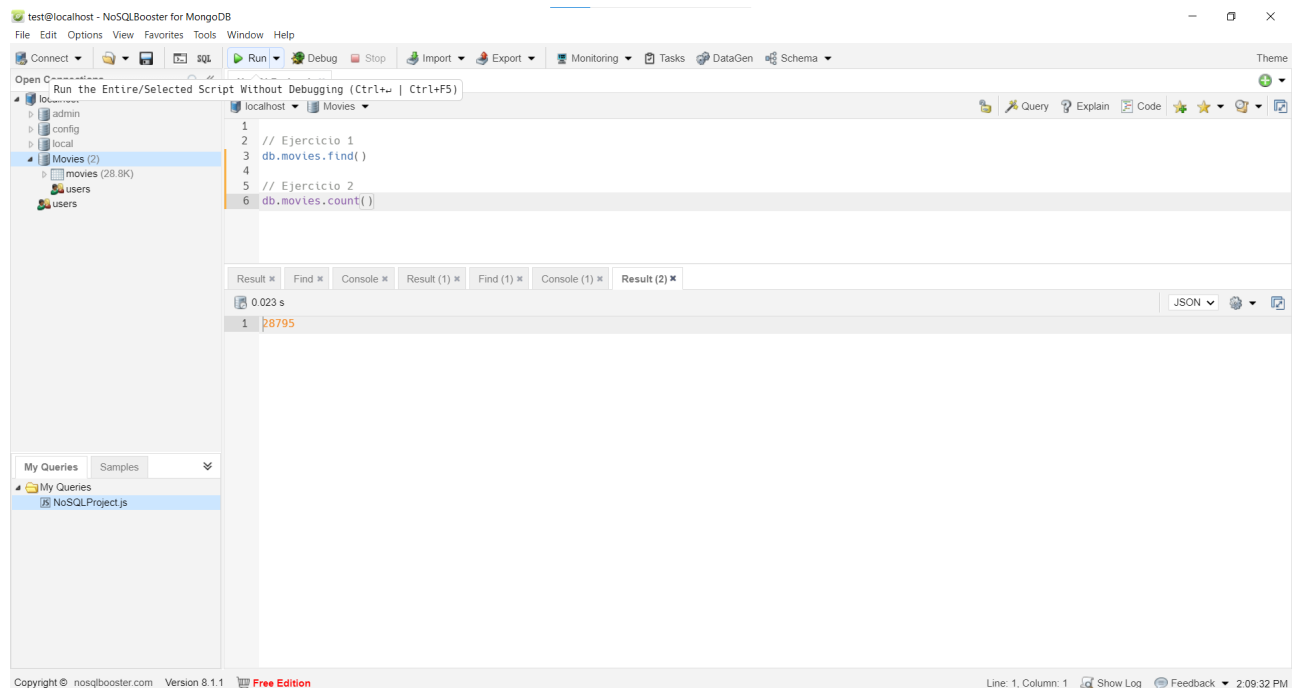 test@localhost - NoSQLBooster for MongoDB
File Edit Options View Favorites Tools Window Help
Connect Run Debug Stop Import Export Monitoring Tasks DataGen Schema Theme
Open Connections
Run the Entire/Selected Script Without Debugging (Ctrl+↵ | Ctrl+F5)
localhost
admin
config
local
Movies (2)
movies (28.8K)
users
users
localhost Movies Query Explain Code
1
2 // Ejercicio 1
3 db.movies.find()
4
5 // Ejercicio 2
6 db.movies.count()
Result Find Console Result (1) Find (1) Console (1) Result (2)
0.023 s JSON
1 28795
My Queries Samples
My Queries
NoSQLProject.js
Copyright © nosqlbooster.com Version 8.1.1 Free Edition Line: 1, Column: 1 Show Log Feedback 2:09:32 PM